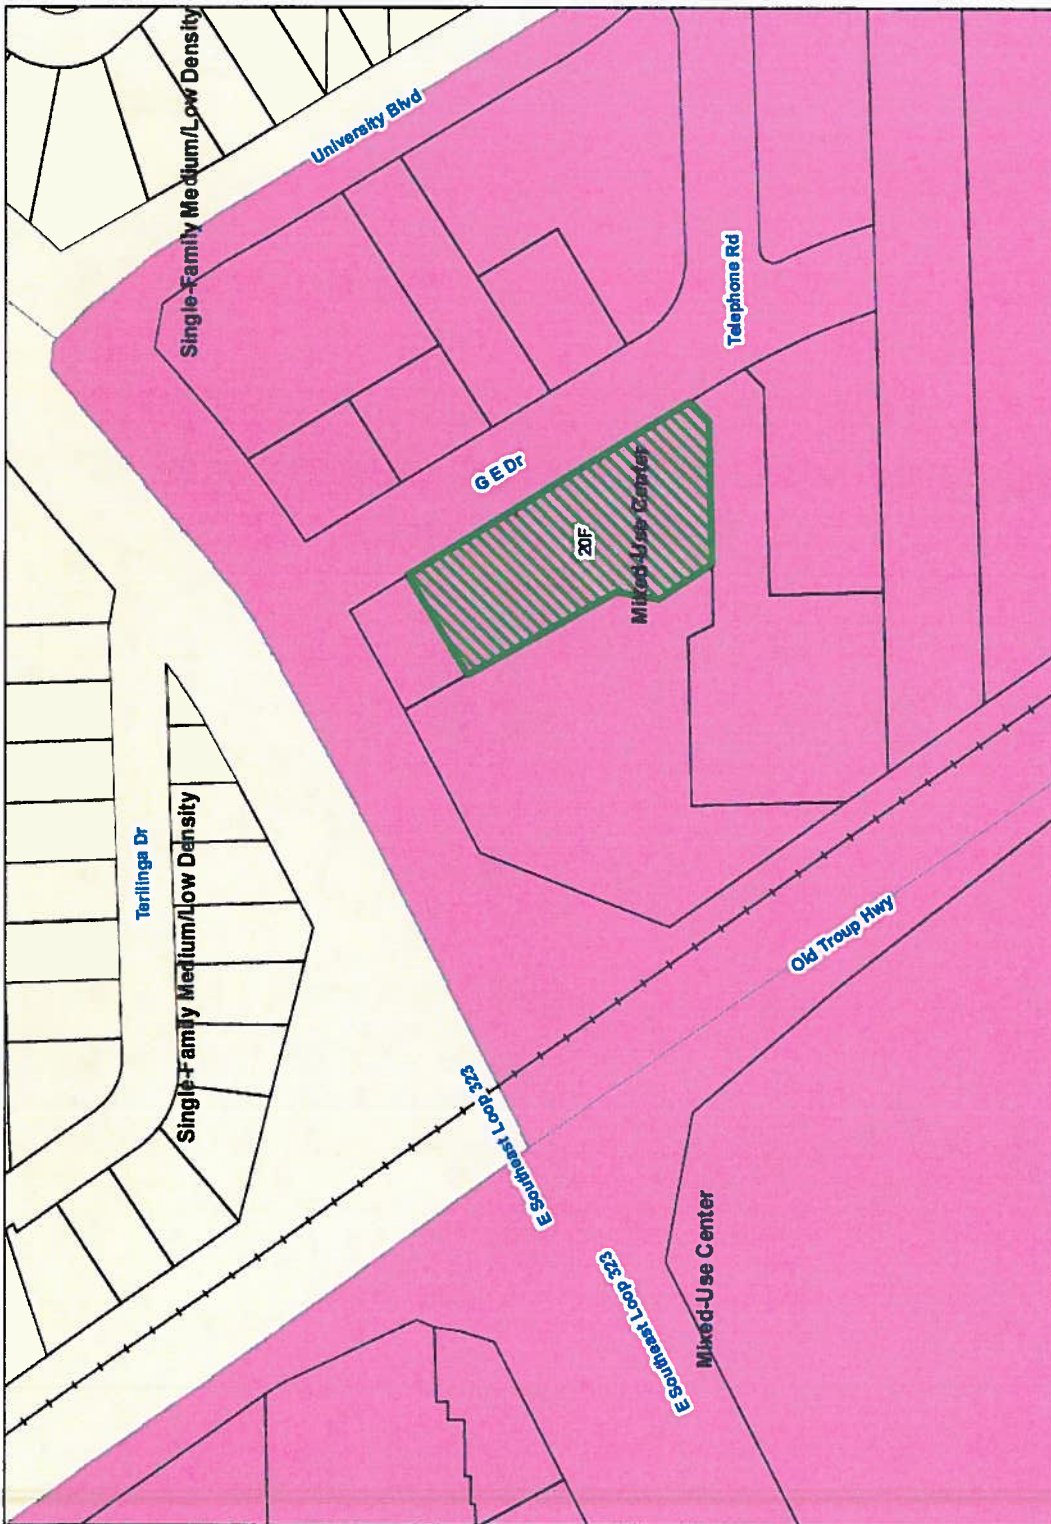 Single-Family Medium/Low Density
University Blvd
Telephone Rd
G E Dr
20F
Mixed-Use Center
Terlinga Dr
Single-Family Medium/Low Density
Old Troup Hwy
E Southeast Loop 323
E Southeast Loop 323
Mixed-Use Center